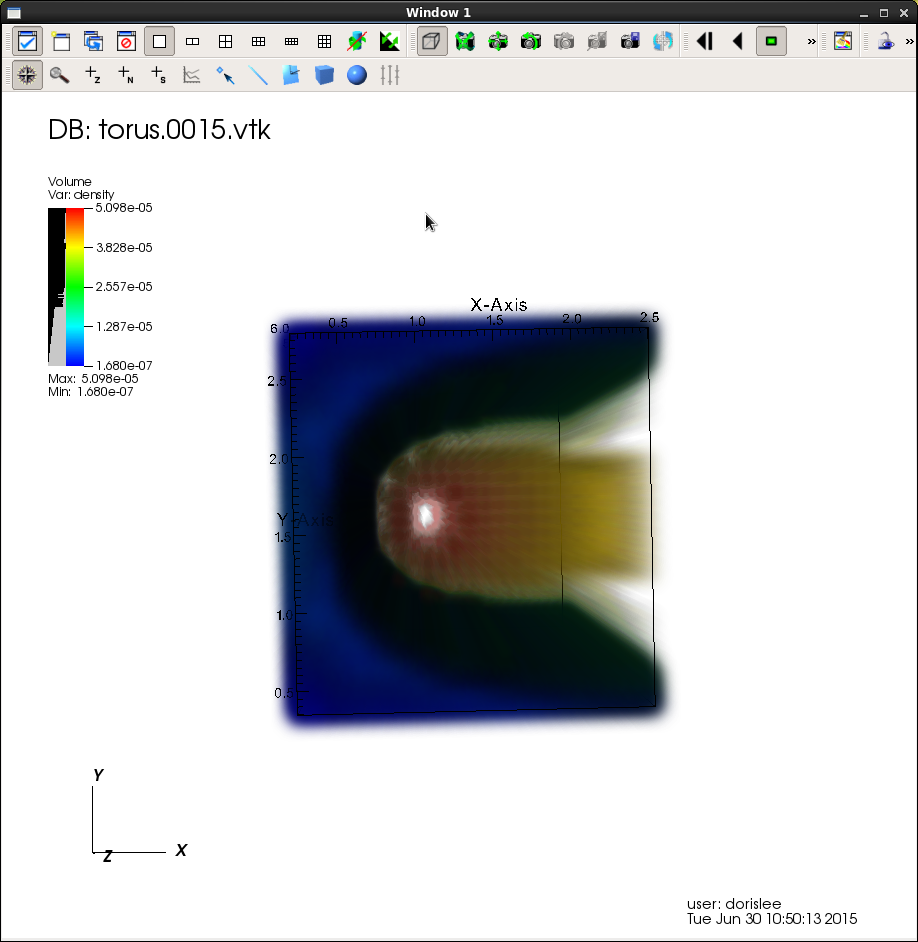 Window 1
DB: torus.0015.vtk
Volume
Var: density
5.098e-05
3.828e-05
2.557e-05
1.287e-05
1.680e-07
Max: 5.098e-05
Min: 1.680e-07
X-Axis
0.5 1.0 1.5 2.0 2.5
6.0
2.5
2.0
Y-Axis
1.5
1.0
0.5
Y
Z X
user: dorislee
Tue Jun 30 10:50:13 2015